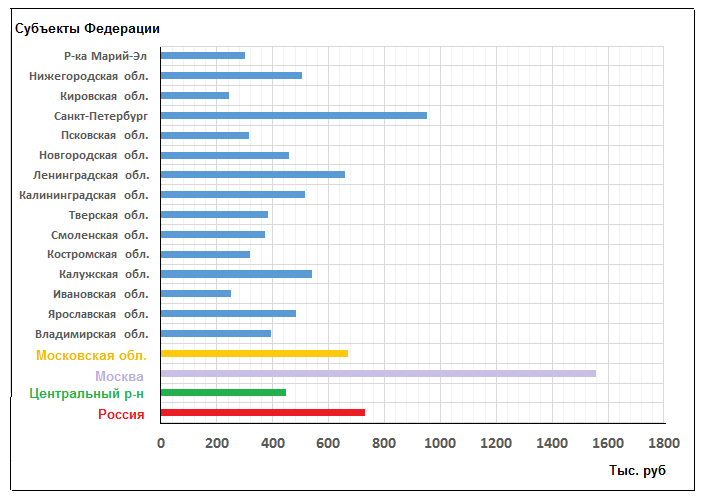 Субъекты Федерации
Р-ка Марий-Эл
Нижегородская обл.
Кировская обл.
Санкт-Петербург
Псковская обл.
Новгородская обл.
Ленинградская обл.
Калининградская обл.
Тверская обл.
Смоленская обл.
Костромская обл.
Калужская обл.
Ивановская обл.
Ярославская обл.
Владимирская обл.
Московская обл.
Москва
Центральный р-н
Россия
0 200 400 600 800 1000 1200 1400 1600 1800
Тыс. руб